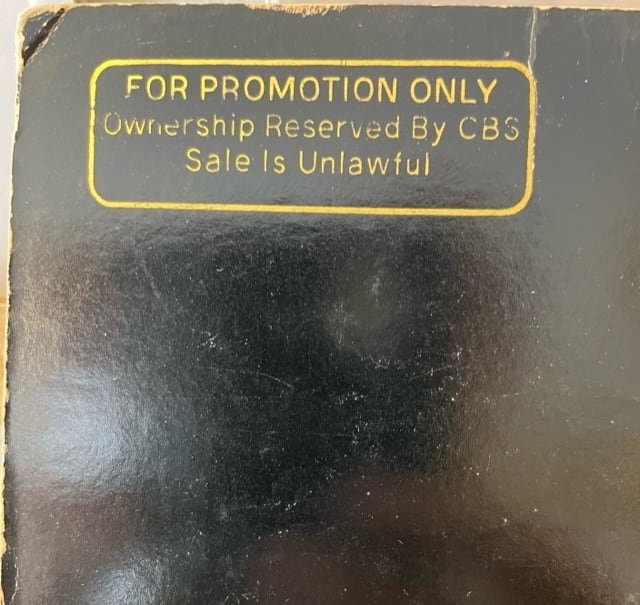 FOR PROMOTION ONLY
Ownership Reserved By CBS
Sale Is Unlawful